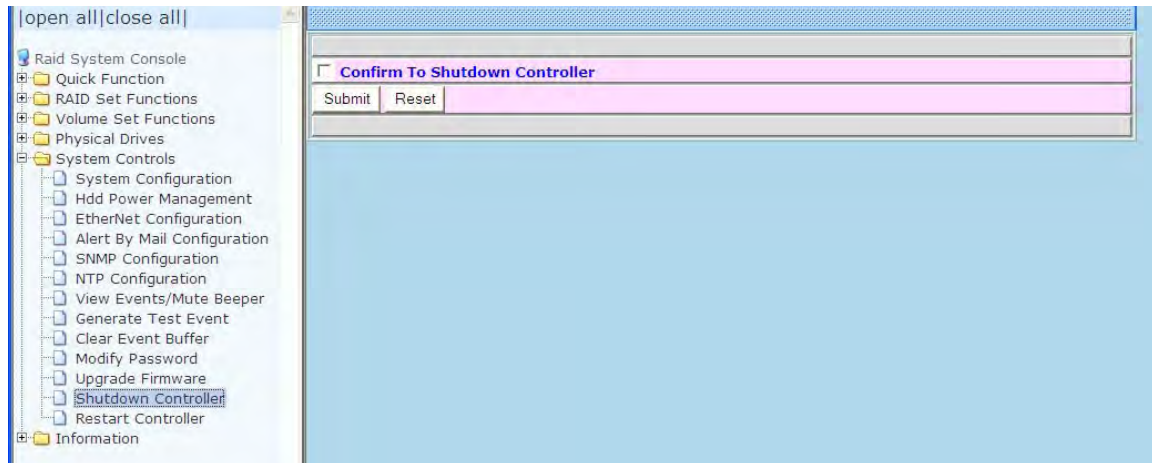 |open all|close all|
Raid System Console
Quick Function
RAID Set Functions
Volume Set Functions
Physical Drives
System Controls
System Configuration
Hdd Power Management
EtherNet Configuration
Alert By Mail Configuration
SNMP Configuration
NTP Configuration
View Events/Mute Beeper
Generate Test Event
Clear Event Buffer
Modify Password
Upgrade Firmware
Shutdown Controller
Restart Controller
Information
Confirm To Shutdown Controller
Submit Reset